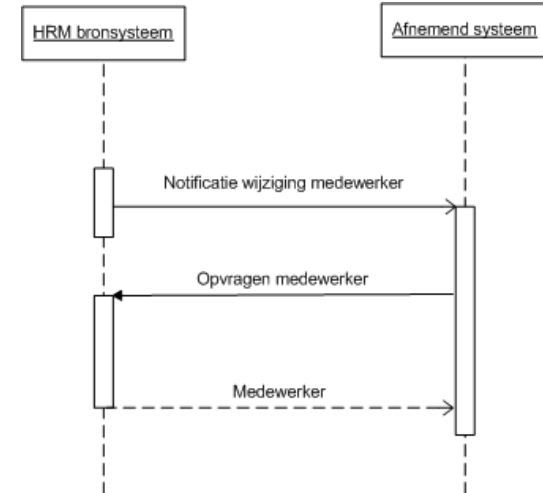 HRM bronsysteem
Afnemend systeem
Notificatie wijziging medewerker
Opvragen medewerker
Medewerker